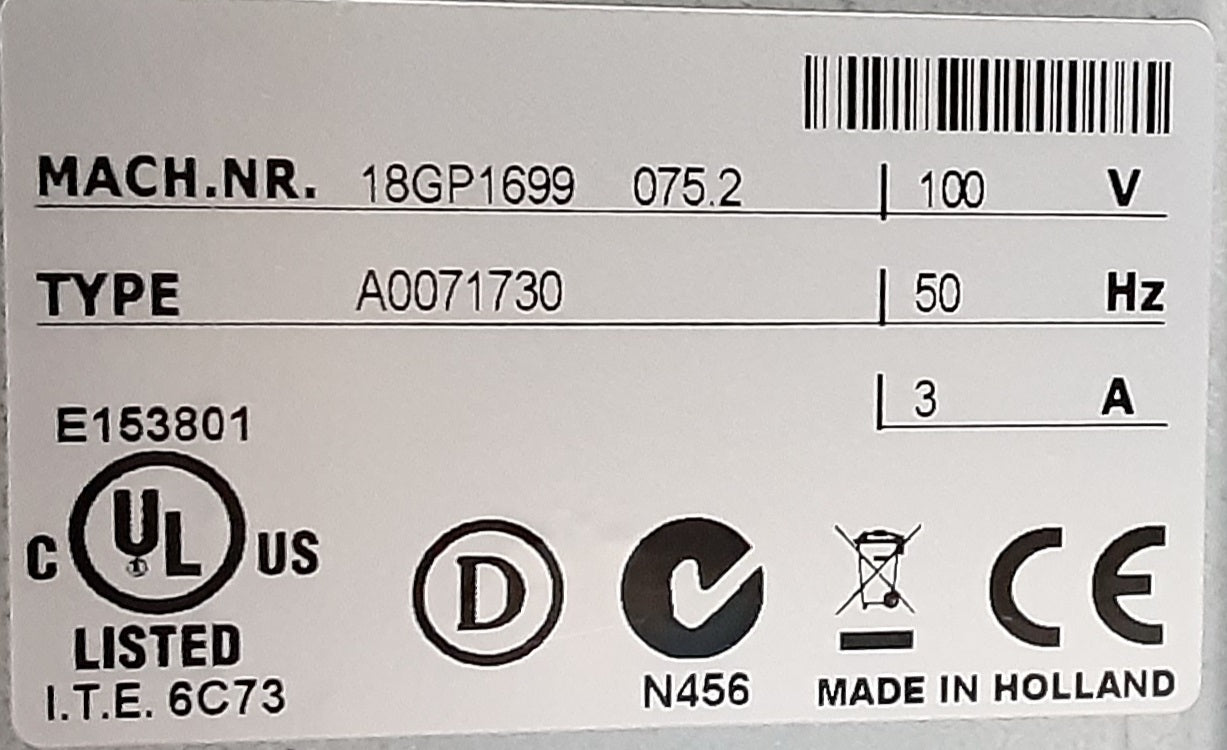 MACH.NR. 18GP1699 075.2 100 V
TYPE A0071730 50 Hz
3 A
E153801
C UL US
LISTED
I.T.E. 6C73
D
N456
CE
MADE IN HOLLAND